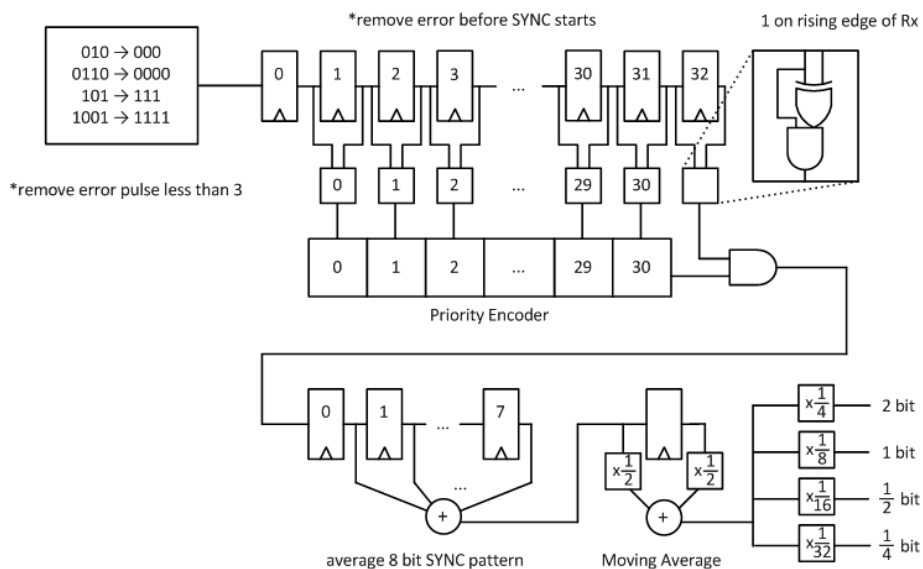 *remove error before SYNC starts
1 on rising edge of Rx
010 → 000
0110 → 0000
101 → 111
1001 → 1111
0 1 2 3 ... 30 31 32
*remove error pulse less than 3
0 1 2 ... 29 30
0 1 2 ... 29 30
Priority Encoder
0 1 ... 7
x1/4 2 bit
x1/2 x1/2
x1/8 1 bit
...
x1/16 1/2 bit
+ +
x1/32 1/4 bit
average 8 bit SYNC pattern
Moving Average